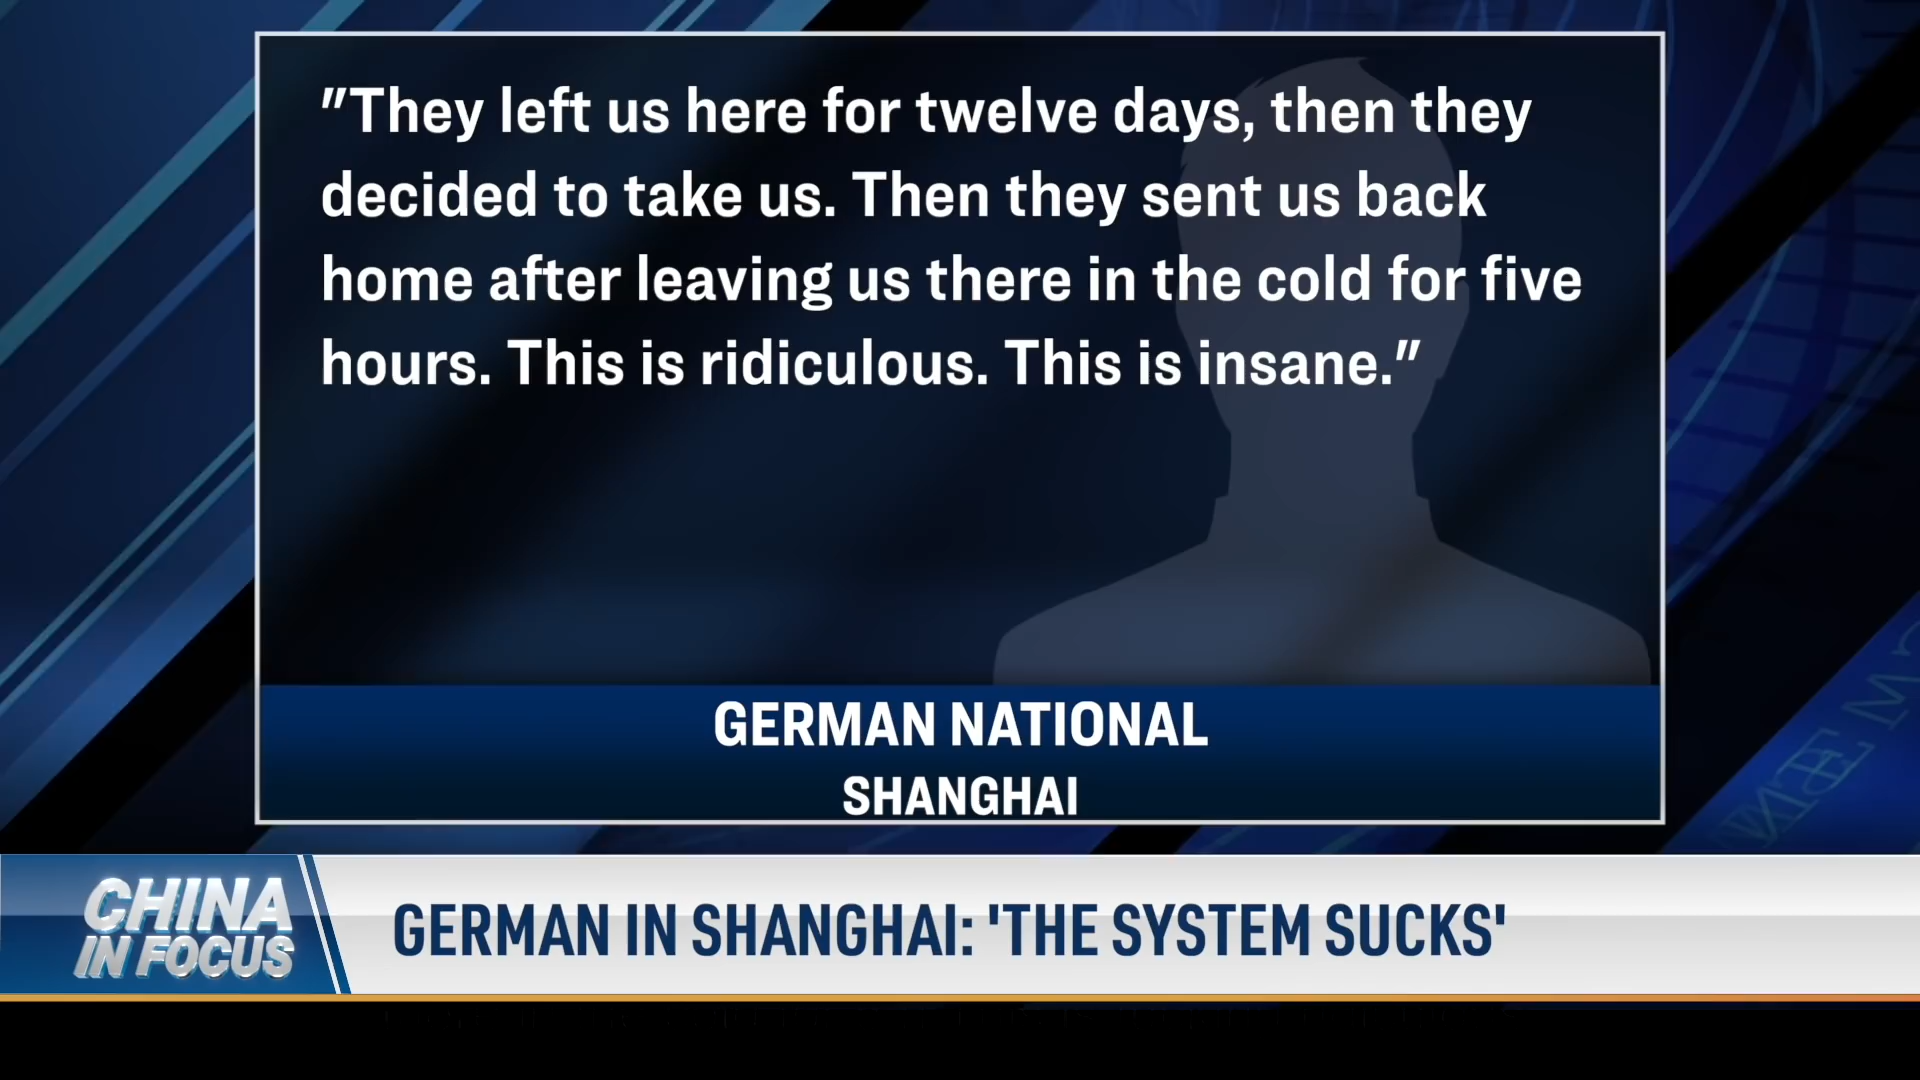 "They left us here for twelve days, then they
decided to take us. Then they sent us back
home after leaving us there in the cold for five
hours. This is ridiculous. This is insane."
GERMAN NATIONAL
SHANGHAI
CHINA
IN FOCUS
GERMAN IN SHANGHAI: 'THE SYSTEM SUCKS'